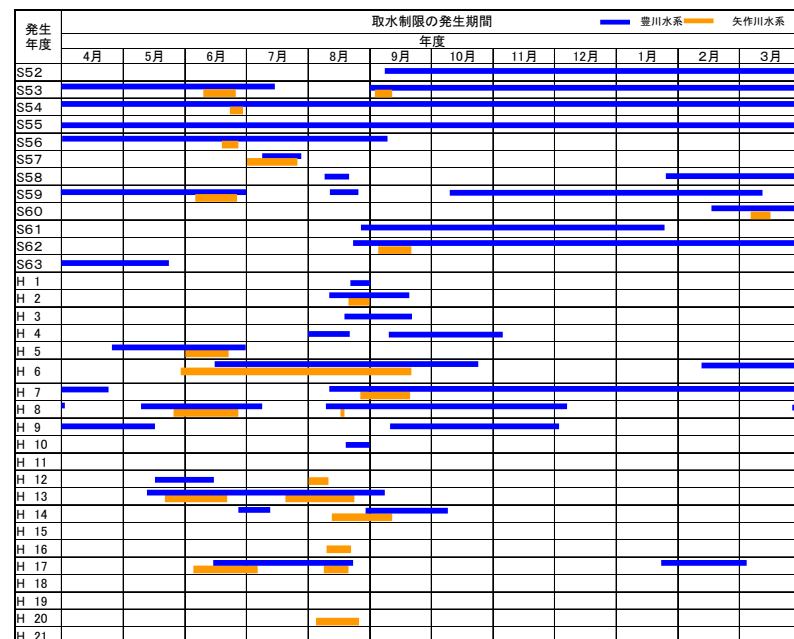 発生年度
取水制限の発生期間 豊川水系 矢作川水系
年度
4月 5月 6月 7月 8月 9月 10月 11月 12月 1月 2月 3月
S52
S53
S54
S55
S56
S57
S58
S59
S60
S61
S62
S63
H 1
H 2
H 3
H 4
H 5
H 6
H 7
H 8
H 9
H 10
H 11
H 12
H 13
H 14
H 15
H 16
H 17
H 18
H 19
H 20
H 21